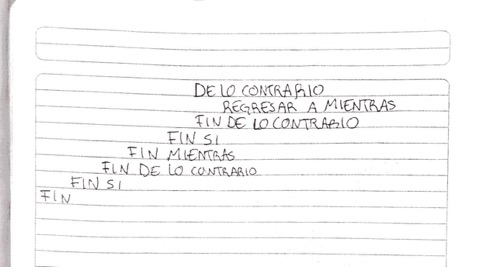 DE LO CONTRARIO
REGRESAR A MIENTRAS
FIN DE LO CONTRARIO
FIN SI
FIN MIENTRAS
FIN DE LO CONTRARIO
FIN SI
FIN